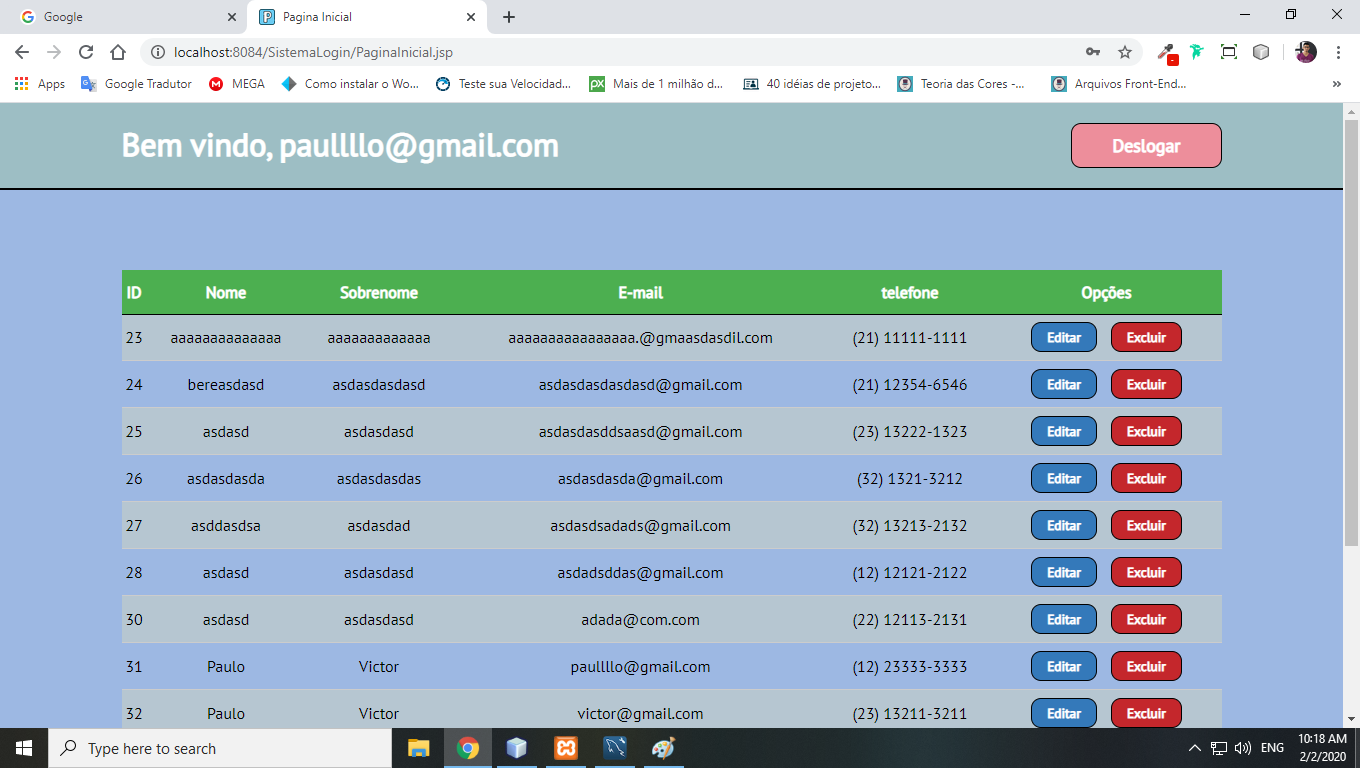 Google
Pagina Inicial
localhost:8084/SistemaLogin/PaginaInicial.jsp
Apps Google Tradutor MEGA Como instalar o Wo... Teste sua Velocidad... px Mais de 1 milhão d... 40 idéias de projeto... Teoria das Cores -... Arquivos Front-End... »
Bem vindo, paullllo@gmail.com
Deslogar
ID Nome Sobrenome E-mail telefone Opções
23 aaaaaaaaaaaaaa aaaaaaaaaaaaa aaaaaaaaaaaaaaaa.@gmaasdasdil.com (21) 11111-1111 Editar Excluir
24 bereasdasd asdasdasdasd asdasdasdasdasd@gmail.com (21) 12354-6546 Editar Excluir
25 asdasd asdasdasd asdasdasddsaasd@gmail.com (23) 13222-1323 Editar Excluir
26 asdasdasda asdasdasdas asdasdasda@gmail.com (32) 1321-3212 Editar Excluir
27 asddasdsa asdasdad asdasdsadads@gmail.com (32) 13213-2132 Editar Excluir
28 asdasd asdasdasd asdadsddas@gmail.com (12) 12121-2122 Editar Excluir
30 asdasd asdasdasd adada@com.com (22) 12113-2131 Editar Excluir
31 Paulo Victor paullllo@gmail.com (12) 23333-3333 Editar Excluir
32 Paulo Victor victor@gmail.com (23) 13211-3211 Editar Excluir
Type here to search
ENG
10:18 AM
2/2/2020